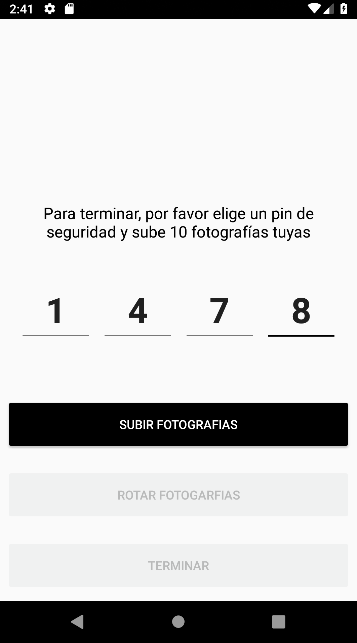 2:41
Para terminar, por favor elige un pin de
seguridad y sube 10 fotografías tuyas
1 4 7 8
SUBIR FOTOGRAFIAS
ROTAR FOTOGARFIAS
TERMINAR